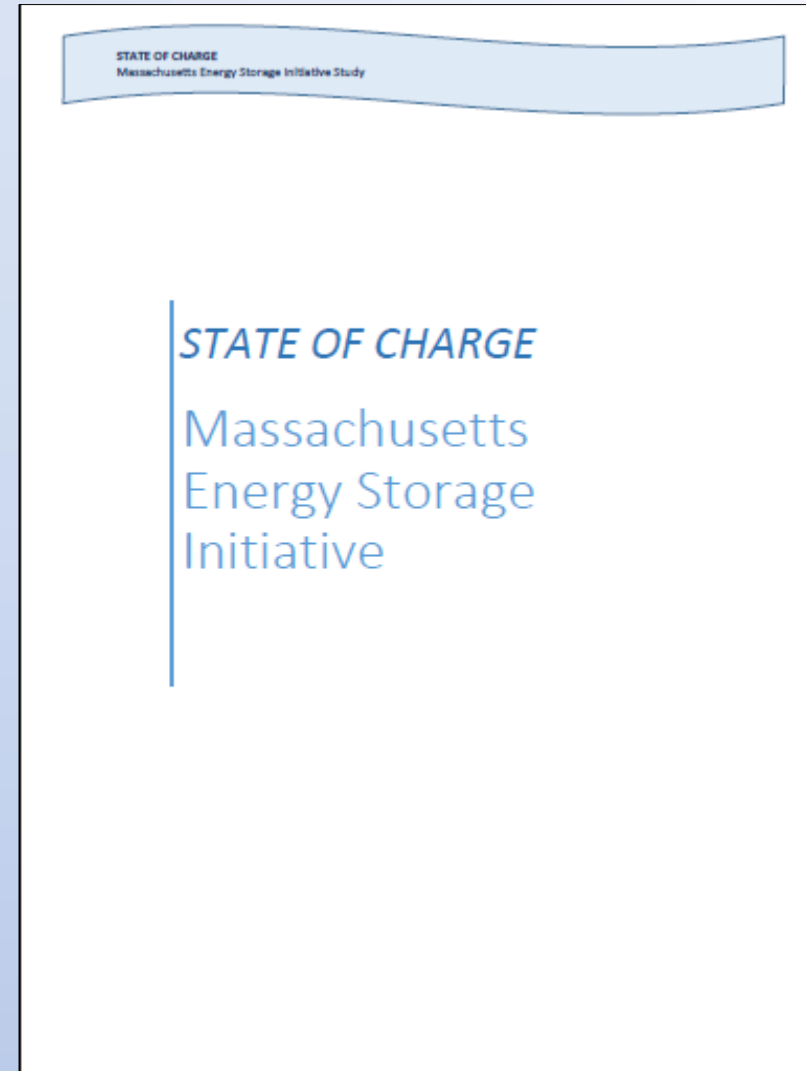 STATE OF CHARGE
Massachusetts Energy Storage Initiative Study
STATE OF CHARGE
Massachusetts
Energy Storage
Initiative